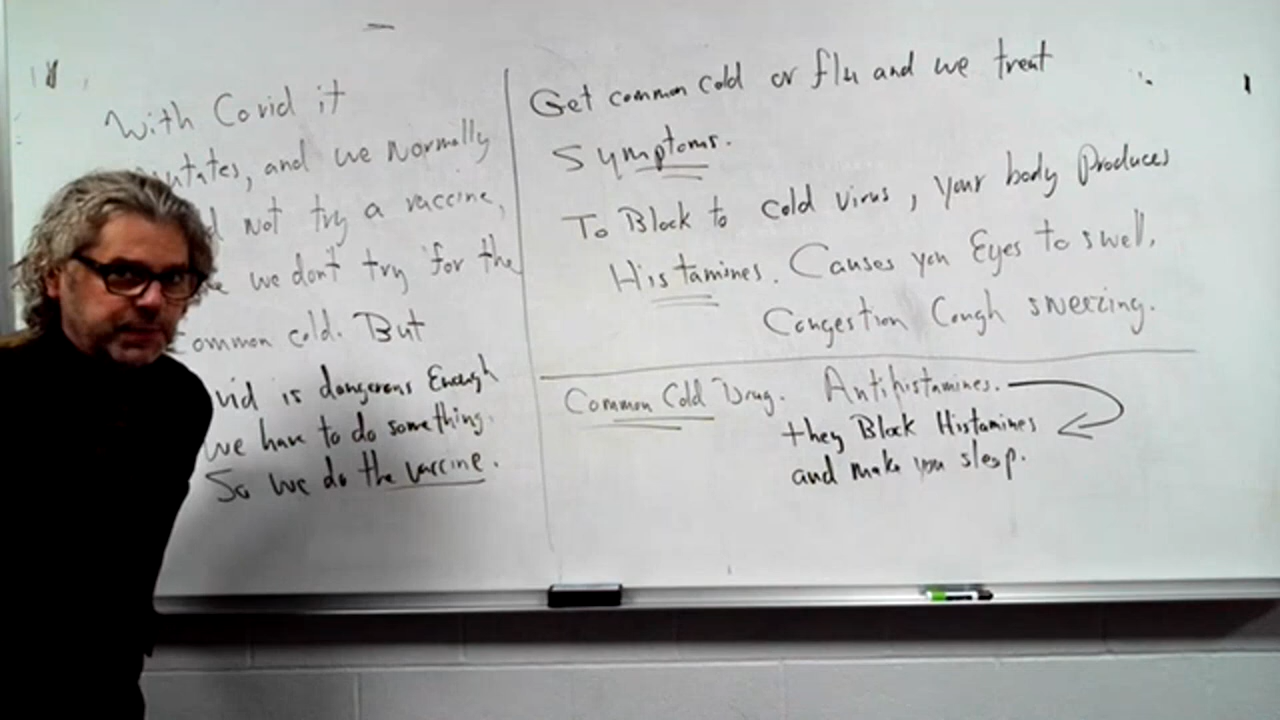 With Covid it
mutates, and we normally
not try a vaccine,
we don't try for the
common cold. But
vid is dangerous Enough
we have to do something.
So we do the vaccine.
Get common cold or flu and we treat
Symptoms.
To Block to cold virus, your body Produces
Histamines. Causes you Eyes to swell,
Congestion Cough sneezing.
Common Cold Drug. Antihistamines.
they Block Histamines
and make you sleep.